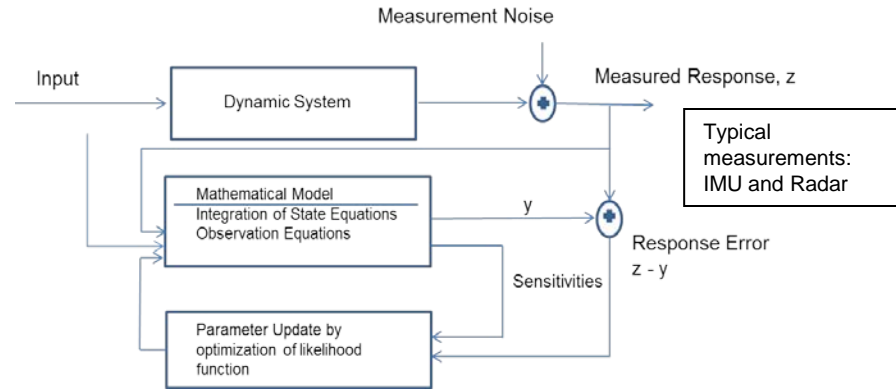 Measurement Noise
Input
Measured Response, z
Dynamic System
Typical
measurements:
IMU and Radar
Mathematical Model
Integration of State Equations
Observation Equations
y
Response Error
z - y
Sensitivities
Parameter Update by
optimization of likelihood
function